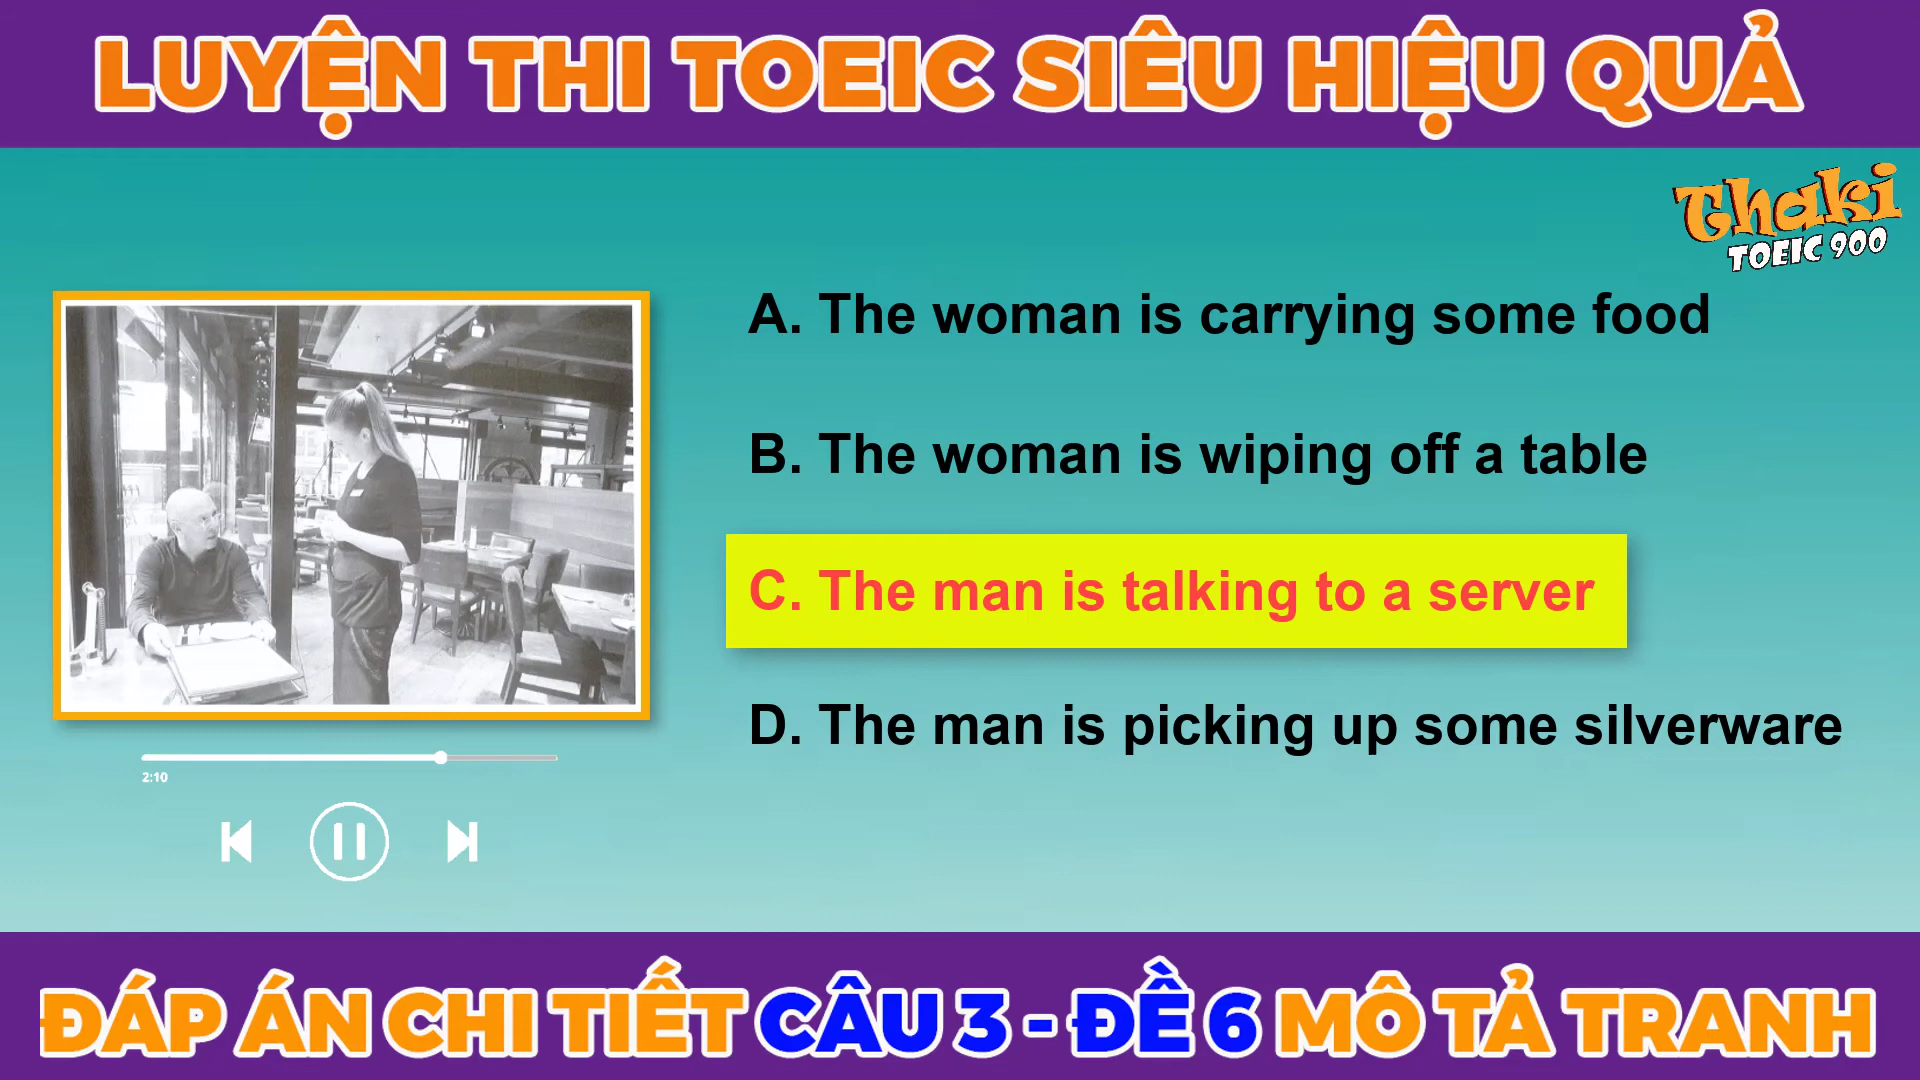 LUYỆN THI TOEIC SIÊU HIỆU QUẢ
Thaki
TOEIC 900
A. The woman is carrying some food
B. The woman is wiping off a table
C. The man is talking to a server
D. The man is picking up some silverware
2:10
ĐÁP ÁN CHI TIẾT CÂU 3 - ĐỀ 6 MÔ TẢ TRANH